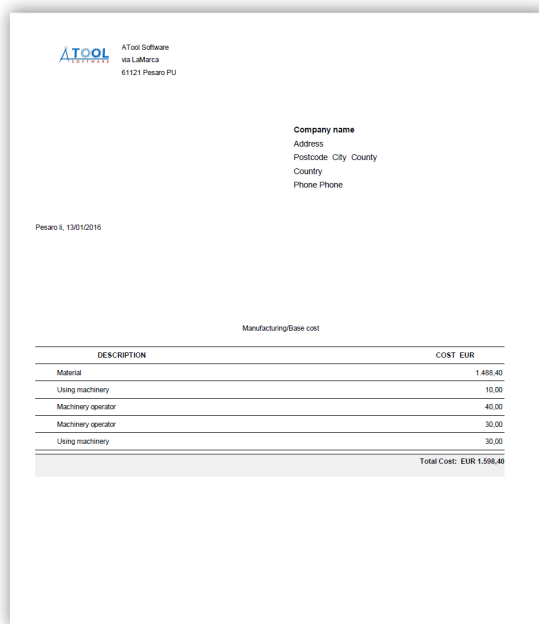 ATOOL
SOFTWARE
ATool Software
via LaMarca
61121 Pesaro PU
Company name
Address
Postcode City County
Country
Phone Phone
Pesaro li, 13/01/2016
Manufacturing/Base cost
DESCRIPTION COST EUR
Material 1.488,40
Using machinery 10,00
Machinery operator 40,00
Machinery operator 30,00
Using machinery 30,00
Total Cost: EUR 1.598,40